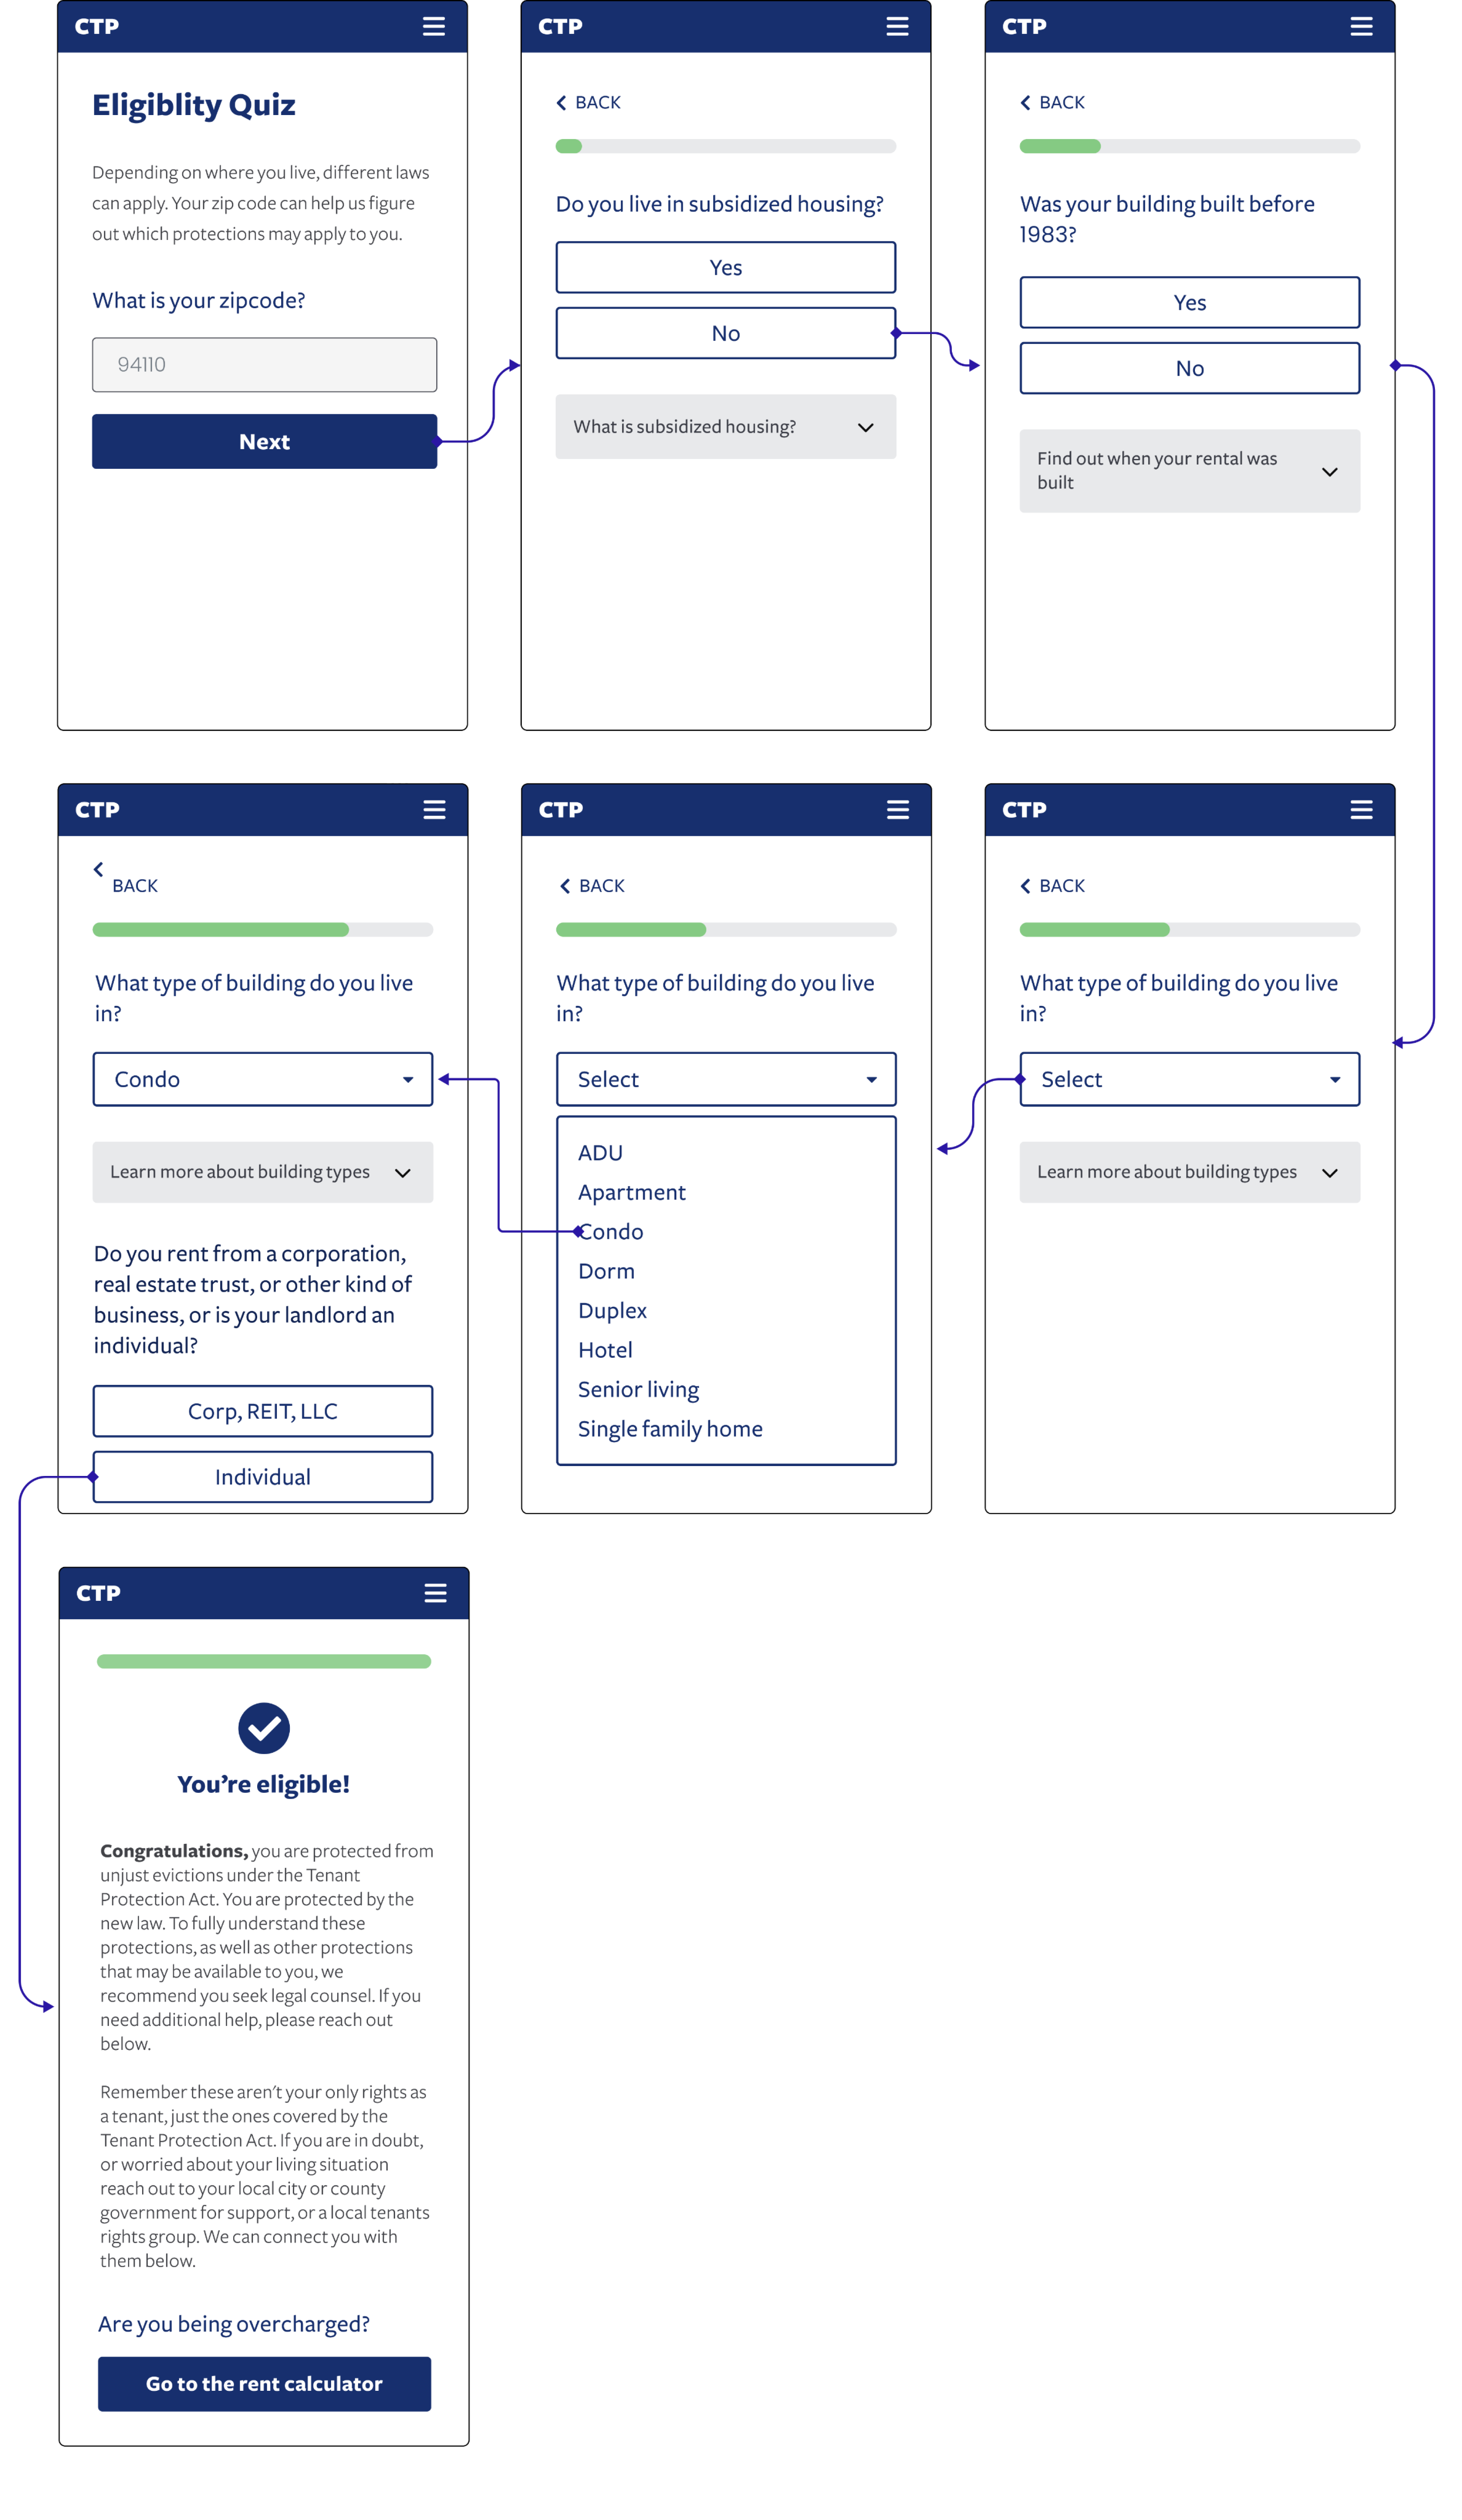 CTP
Eligiblity Quiz
Depending on where you live, different laws
can apply. Your zip code can help us figure
out which protections may apply to you.
What is your zipcode?
94110
Next
CTP
BACK
Do you live in subsidized housing?
Yes
No
What is subsidized housing?
CTP
BACK
Was your building built before
1983?
Yes
No
Find out when your rental was
built
CTP
BACK
What type of building do you live
in?
Select
Learn more about building types
CTP
BACK
What type of building do you live
in?
Select
ADU
Apartment
Condo
Dorm
Duplex
Hotel
Senior living
Single family home
CTP
BACK
What type of building do you live
in?
Condo
Learn more about building types
Do you rent from a corporation,
real estate trust, or other kind of
business, or is your landlord an
individual?
Corp, REIT, LLC
Individual
CTP
You’re eligible!
Congratulations, you are protected from
unjust evictions under the Tenant
Protection Act. You are protected by the
new law. To fully understand these
protections, as well as other protections
that may be available to you, we
recommend you seek legal counsel. If you
need additional help, please reach out
below.
Remember these aren't your only rights as
a tenant, just the ones covered by the
Tenant Protection Act. If you are in doubt,
or worried about your living situation
reach out to your local city or county
government for support, or a local tenants
rights group. We can connect you with
them below.
Are you being overcharged?
Go to the rent calculator